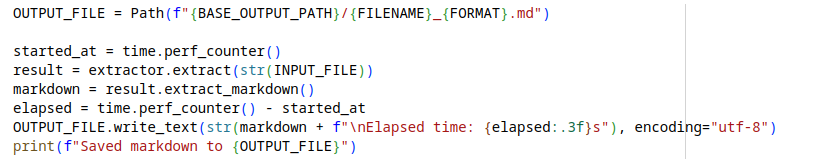 OUTPUT_FILE = Path(f"{BASE_OUTPUT_PATH}/{FILENAME}_{FORMAT}.md")
started_at = time.perf_counter()
result = extractor.extract(str(INPUT_FILE))
markdown = result.extract_markdown()
elapsed = time.perf_counter() - started_at
OUTPUT_FILE.write_text(str(markdown + f"\nElapsed time: {elapsed:.3f}s"), encoding="utf-8")
print(f"Saved markdown to {OUTPUT_FILE}")